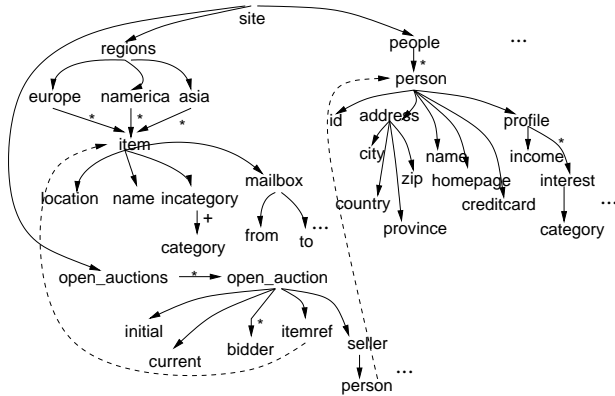 site
regions
people
...
*
person
europe
namerica
asia
*
*
*
item
id
address
profile
*
city
name
income
zip
homepage
interest
location
name
incategory
mailbox
country
creditcard
...
+
province
category
category
from
to
...
open_auctions
*
open_auction
initial
*
itemref
current
bidder
seller
person
...